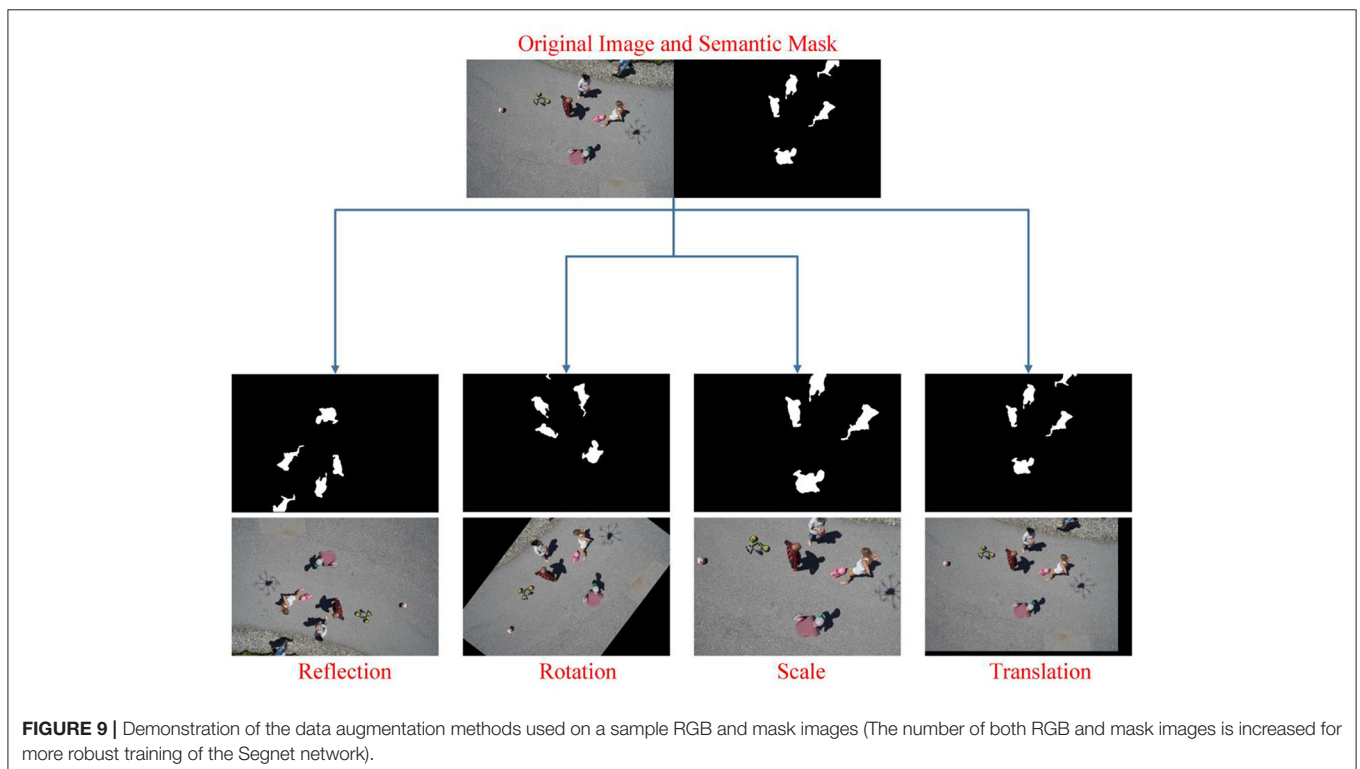 Original Image and Semantic Mask
Reflection
Rotation
Scale
Translation
FIGURE 9 | Demonstration of the data augmentation methods used on a sample RGB and mask images (The number of both RGB and mask images is increased for
more robust training of the Segnet network).